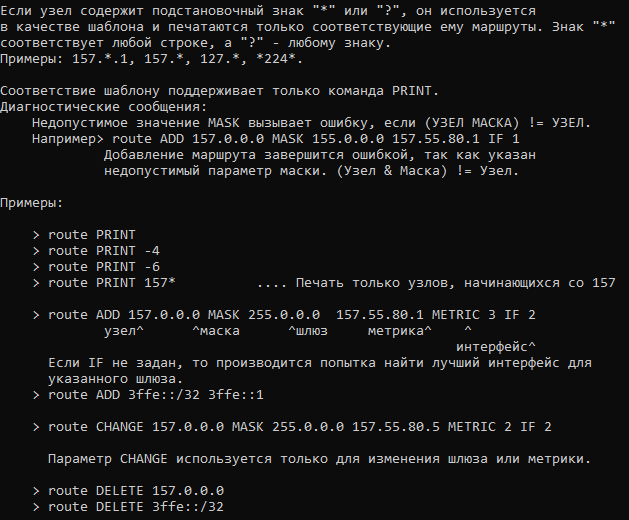 Если узел содержит подстановочный знак "*" или "?", он используется
в качестве шаблона и печатаются только соответствующие ему маршруты. Знак "*"
соответствует любой строке, а "?" - любому знаку.
Примеры: 157.*.1, 157.*, 127.*, *224*.

Соответствие шаблону поддерживает только команда PRINT.
Диагностические сообщения:
    Недопустимое значение MASK вызывает ошибку, если (УЗЕЛ МАСКА) != УЗЕЛ.
    Например> route ADD 157.0.0.0 MASK 155.0.0.0 157.55.80.1 IF 1
             Добавление маршрута завершится ошибкой, так как указан
             недопустимый параметр маски. (Узел & Маска) != Узел.

Примеры:

    > route PRINT
    > route PRINT -4
    > route PRINT -6
    > route PRINT 157*          .... Печать только узлов, начинающихся со 157

    > route ADD 157.0.0.0 MASK 255.0.0.0  157.55.80.1 METRIC 3 IF 2
             узел^      ^маска      ^шлюз     метрика^    ^
                                                         интерфейс^
      Если IF не задан, то производится попытка найти лучший интерфейс для
      указанного шлюза.
    > route ADD 3ffe::/32 3ffe::1

    > route CHANGE 157.0.0.0 MASK 255.0.0.0 157.55.80.5 METRIC 2 IF 2

      Параметр CHANGE используется только для изменения шлюза или метрики.

    > route DELETE 157.0.0.0
    > route DELETE 3ffe::/32